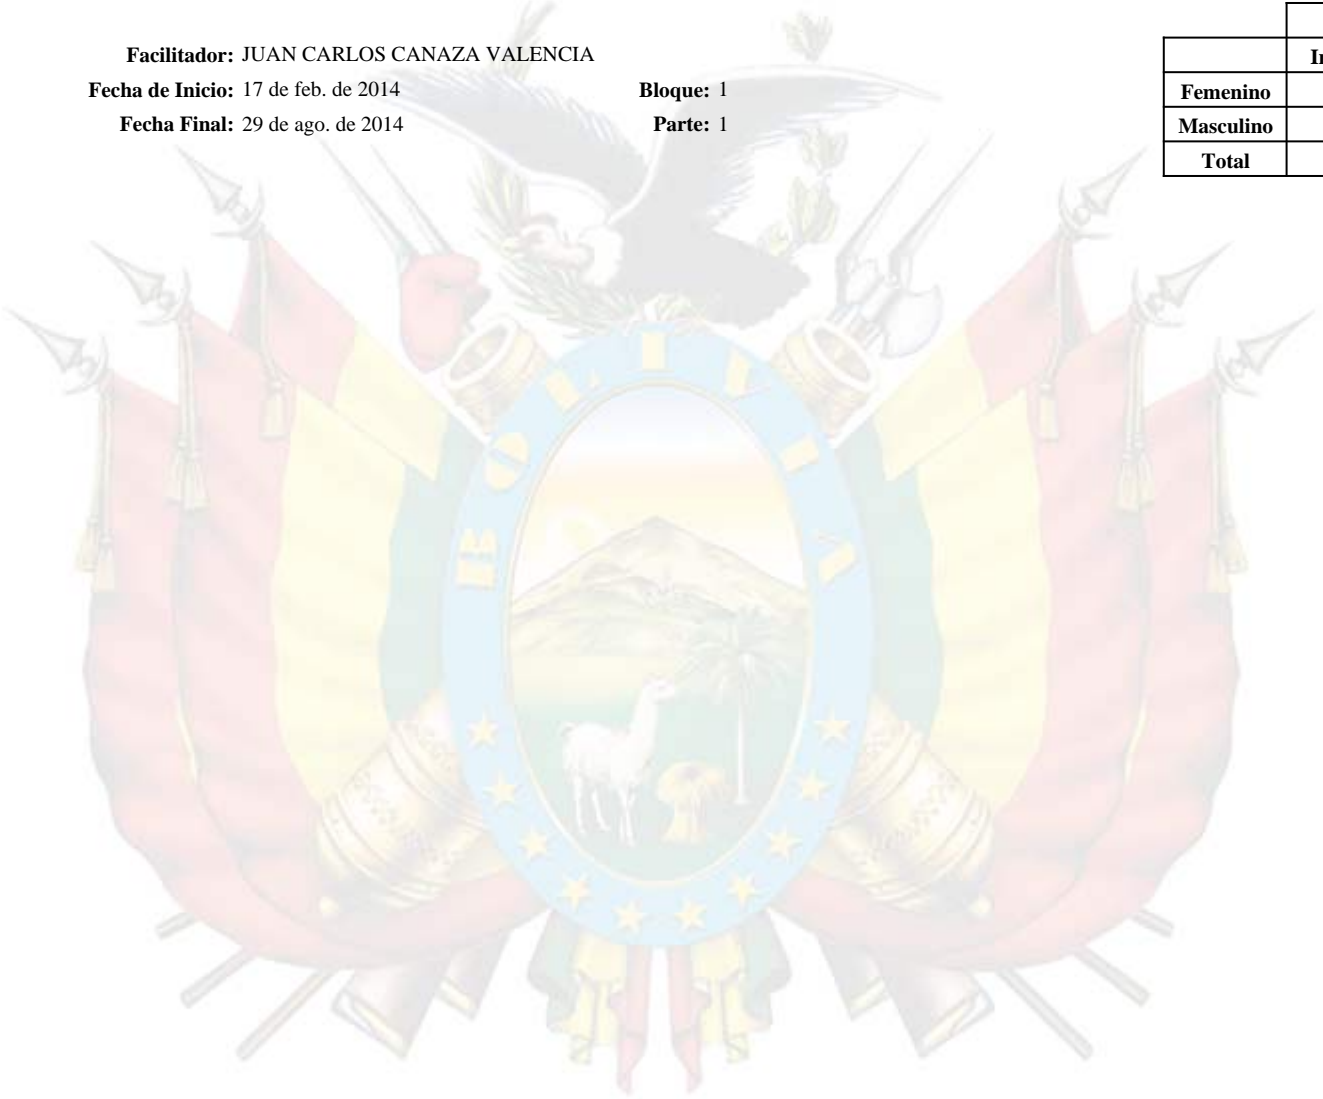 Facilitador: JUAN CARLOS CANAZA VALENCIA
Fecha de Inicio: 17 de feb. de 2014 Bloque: 1
Fecha Final: 29 de ago. de 2014 Parte: 1
Femenino
Masculino
Total
BOLIVIA